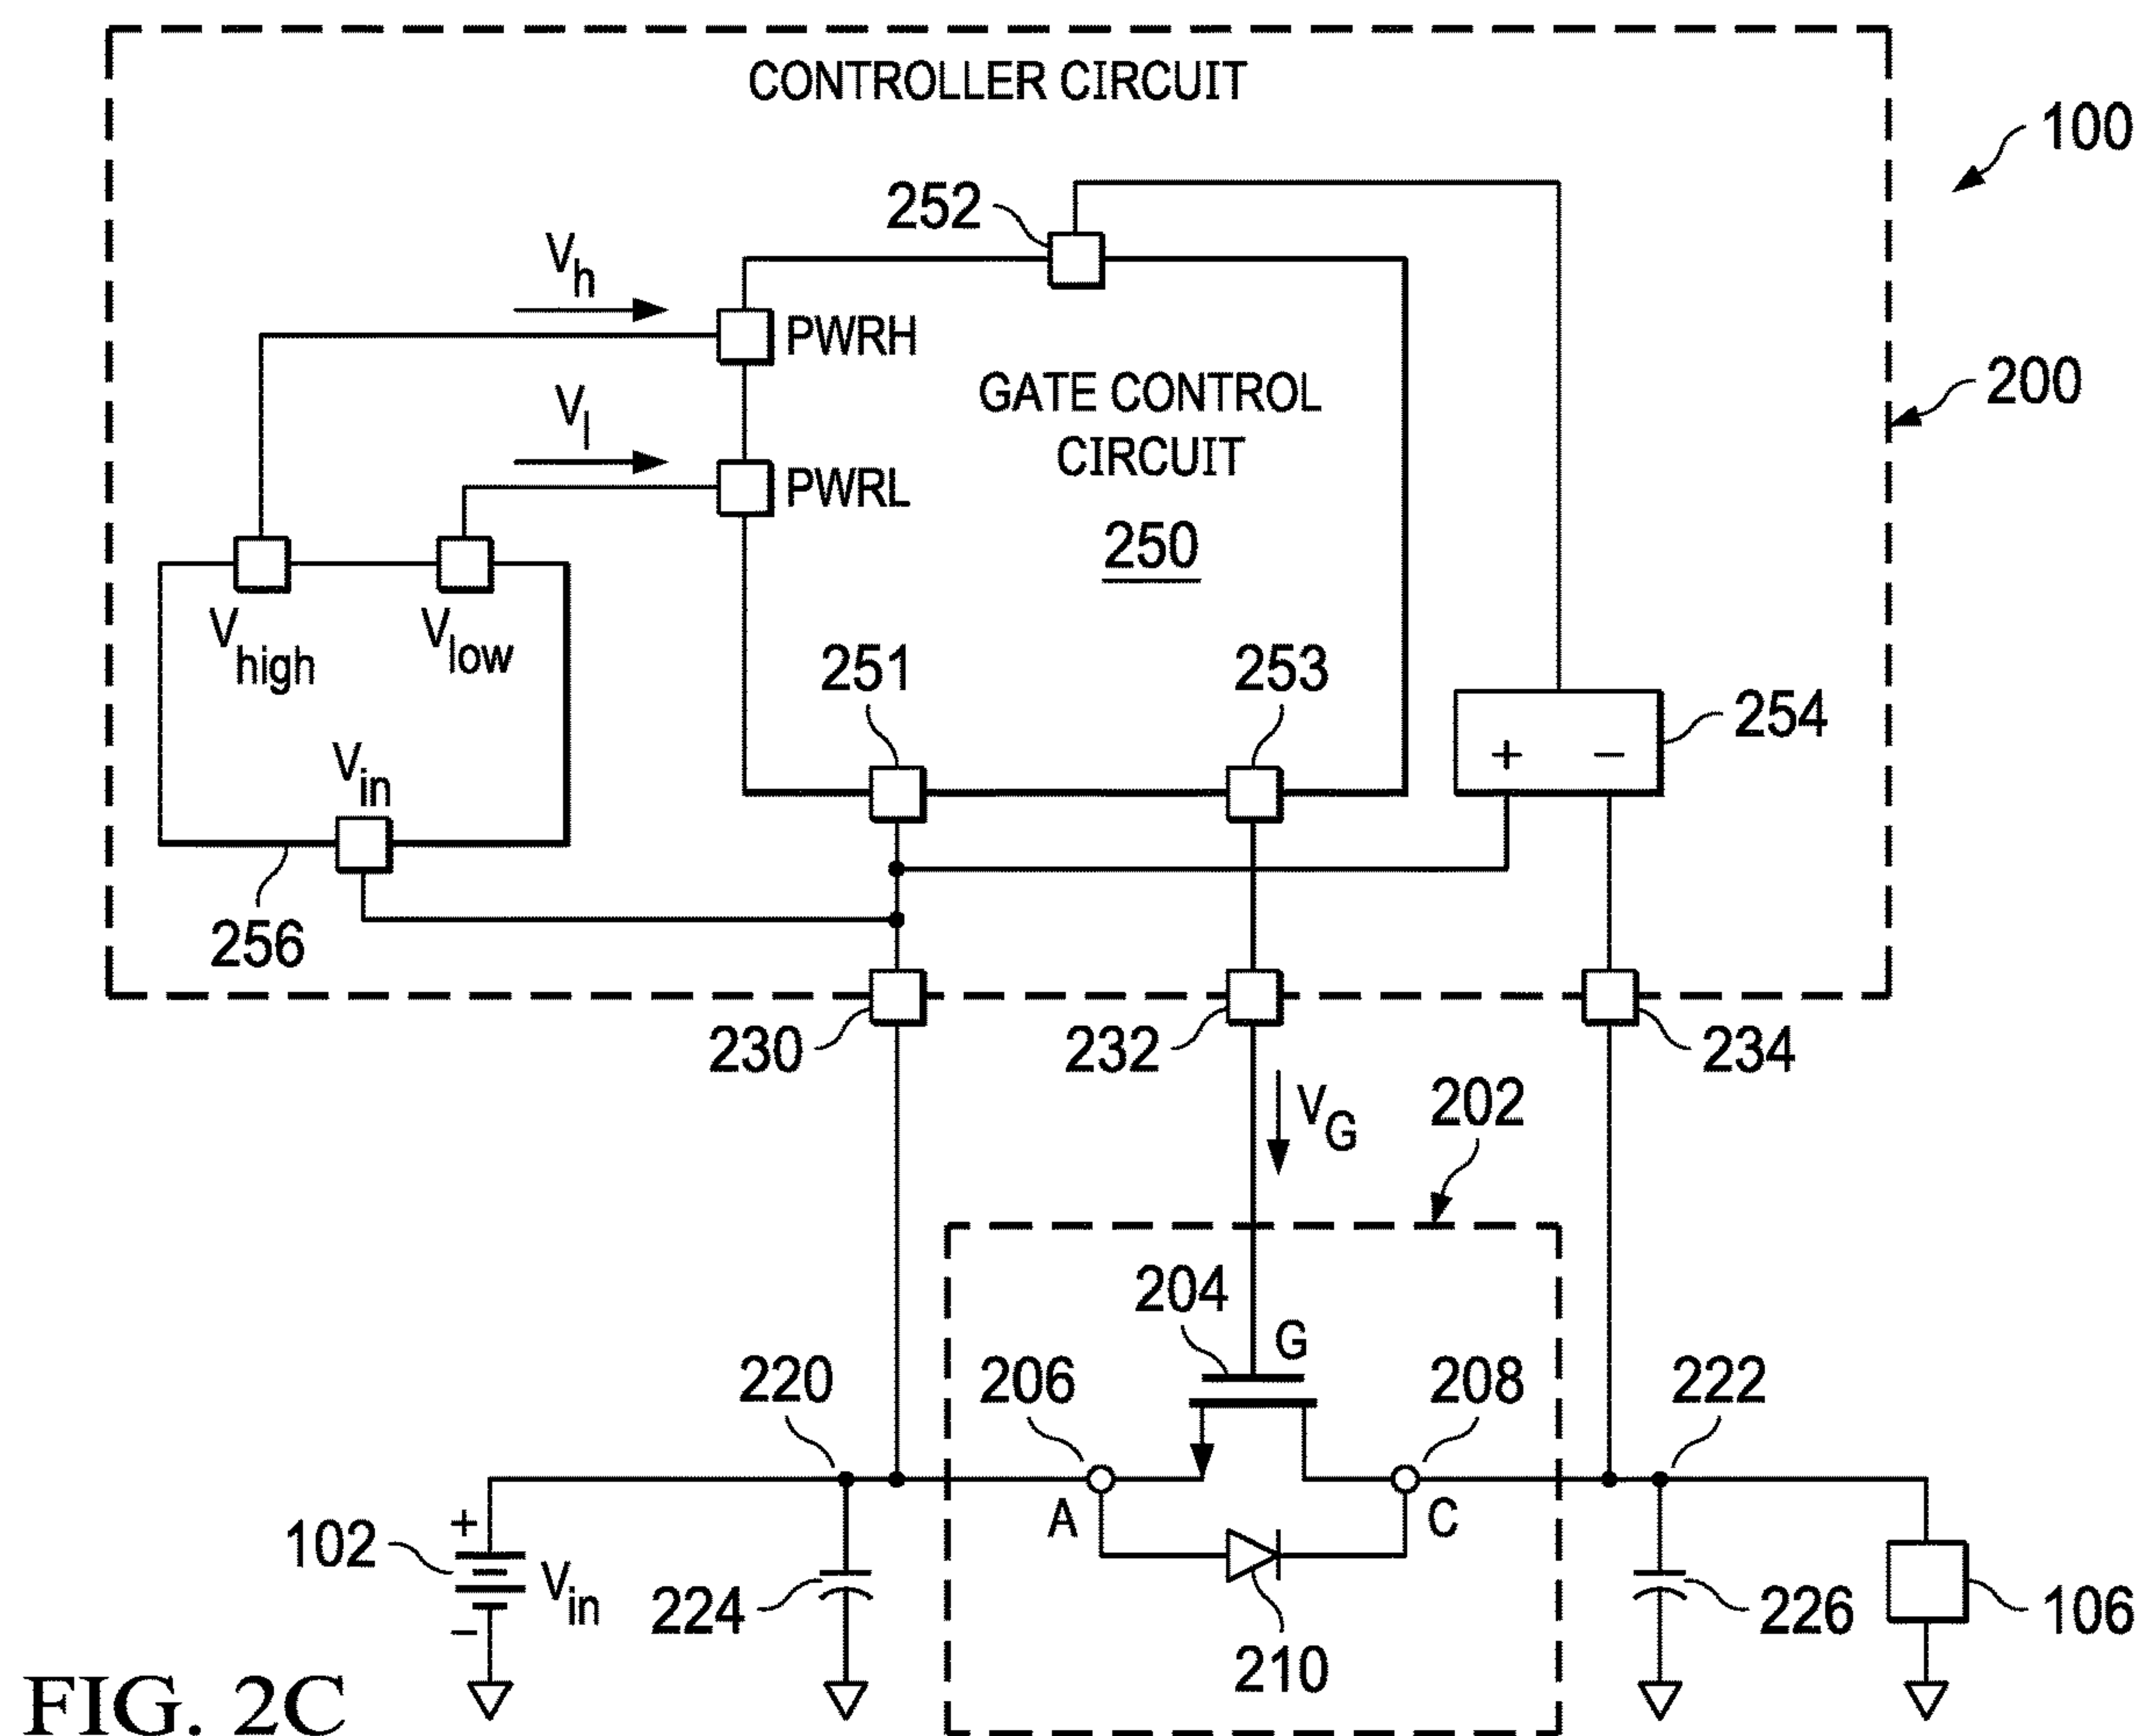 CONTROLLER CIRCUIT
100
252
Vh
PWRH
200
GATE CONTROL
CIRCUIT
Vl
PWRL
250
Vhigh
Vlow
251
253
254
+ −
Vin
256
230
232
234
VG
202
204
G
220
206
208
222
A
C
+
102
Vin
−
224
210
226
106
FIG. 2C